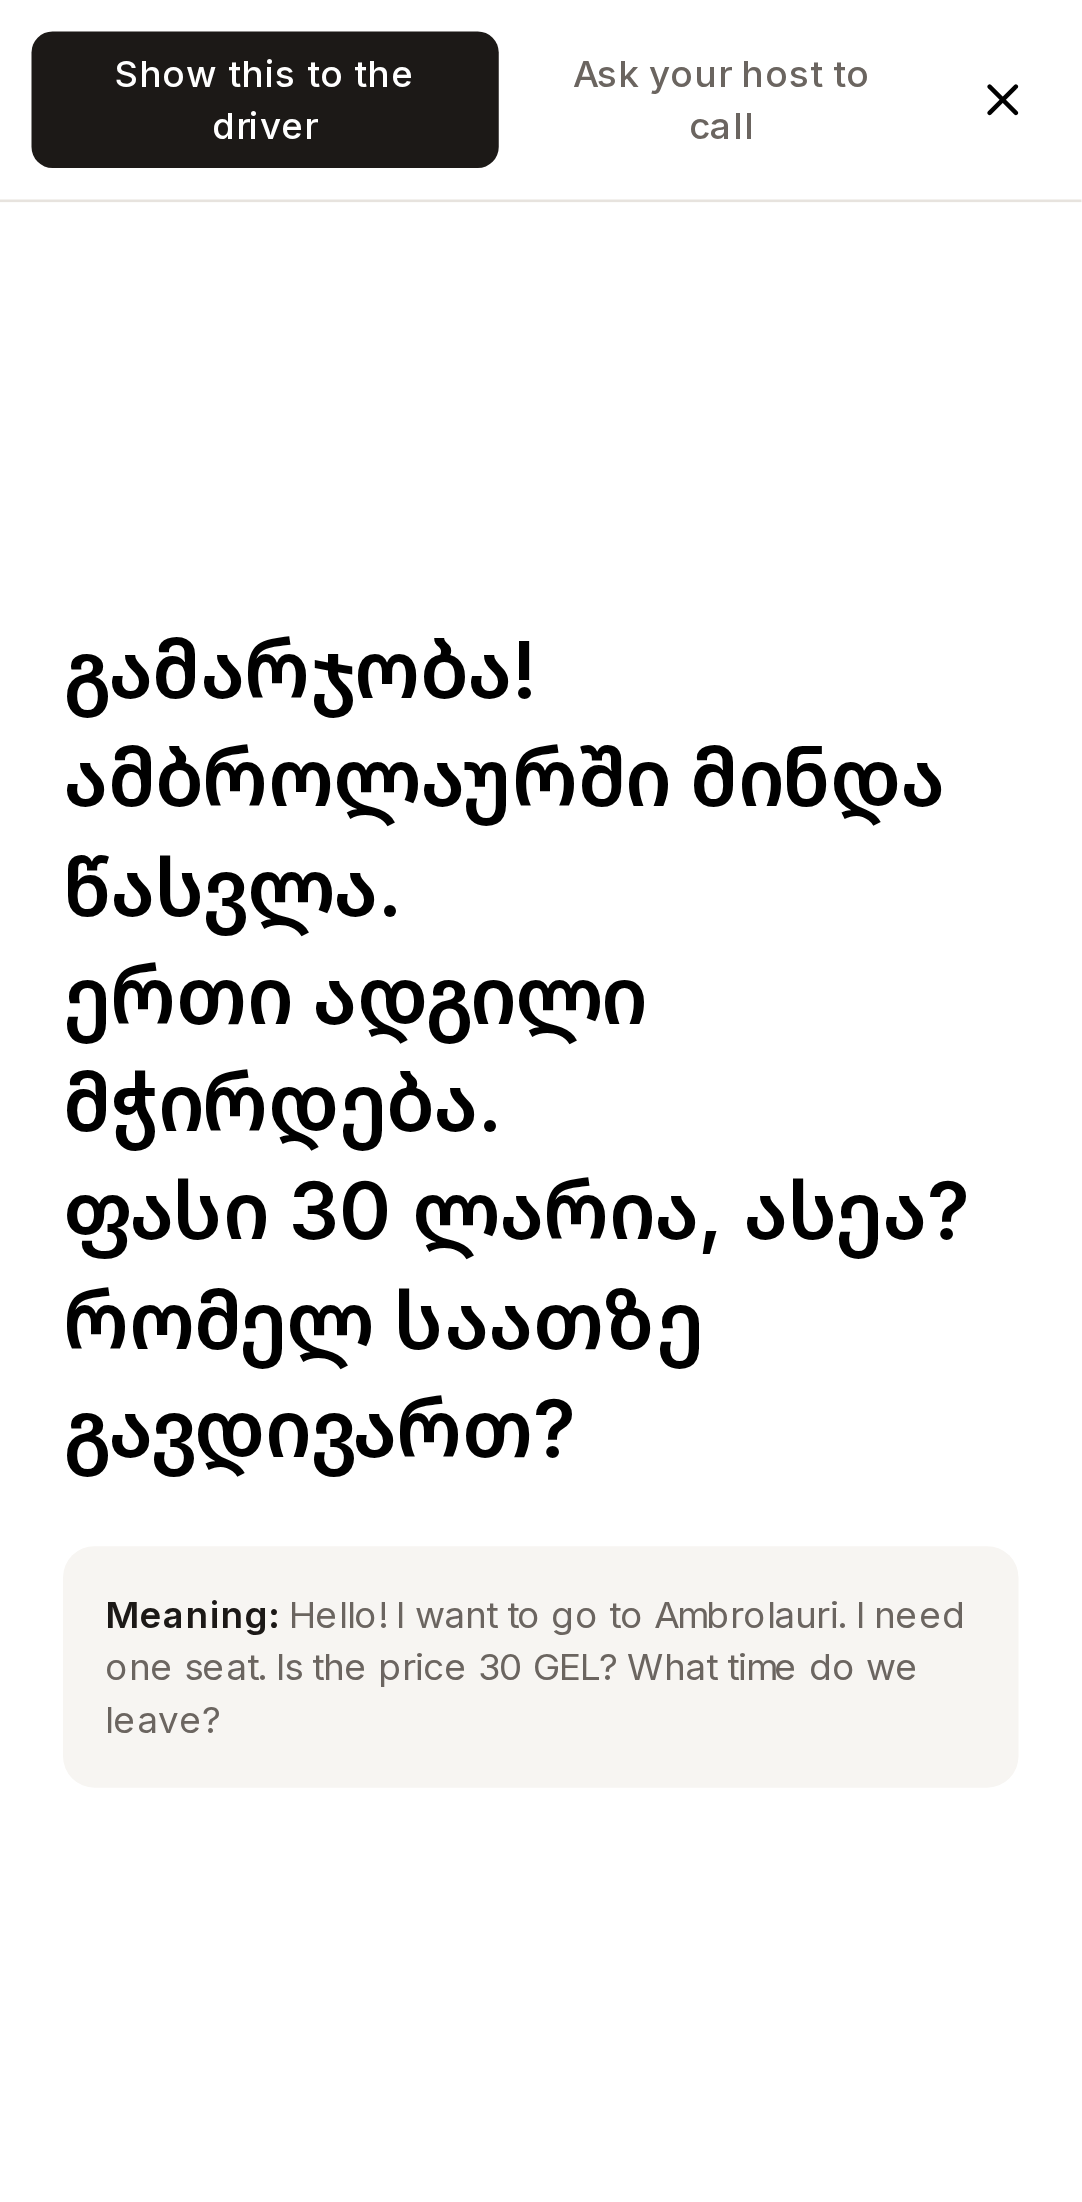 Show this to the
driver
Ask your host to
call
გამარჯობა!
ამბროლაურში მინდა
წასვლა.
ერთი ადგილი
მჭირდება.
ფასი 30 ლარია, ასეა?
რომელ საათზე
გავდივართ?
Meaning: Hello! I want to go to Ambrolauri. I need
one seat. Is the price 30 GEL? What time do we
leave?